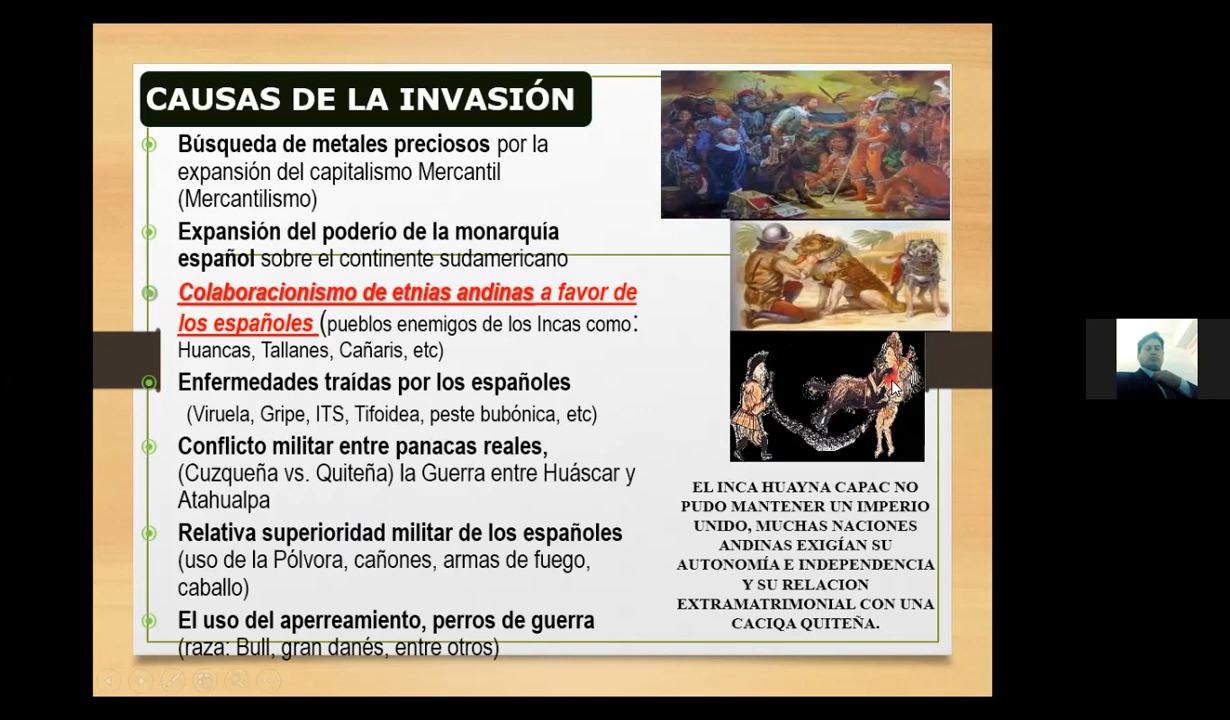 CAUSAS DE LA INVASIÓN
Búsqueda de metales preciosos por la
expansión del capitalismo Mercantil
(Mercantilismo)
Expansión del poderío de la monarquía
español sobre el continente sudamericano
Colaboracionismo de etnias andinas a favor de
los españoles (pueblos enemigos de los Incas como:
Huancas, Tallanes, Cañaris, etc)
Enfermedades traídas por los españoles
(Viruela, Gripe, ITS, Tifoidea, peste bubónica, etc)
Conflicto militar entre panacas reales,
(Cuzqueña vs. Quiteña) la Guerra entre Huáscar y
Atahualpa
Relativa superioridad militar de los españoles
(uso de la Pólvora, cañones, armas de fuego,
caballo)
El uso del aperreamiento, perros de guerra
(raza: Bull, gran danés, entre otros)
EL INCA HUAYNA CAPAC NO
PUDO MANTENER UN IMPERIO
UNIDO, MUCHAS NACIONES
ANDINAS EXIGÍAN SU
AUTONOMÍA E INDEPENDENCIA
Y SU RELACION
EXTRAMATRIMONIAL CON UNA
CACIQA QUITEÑA.